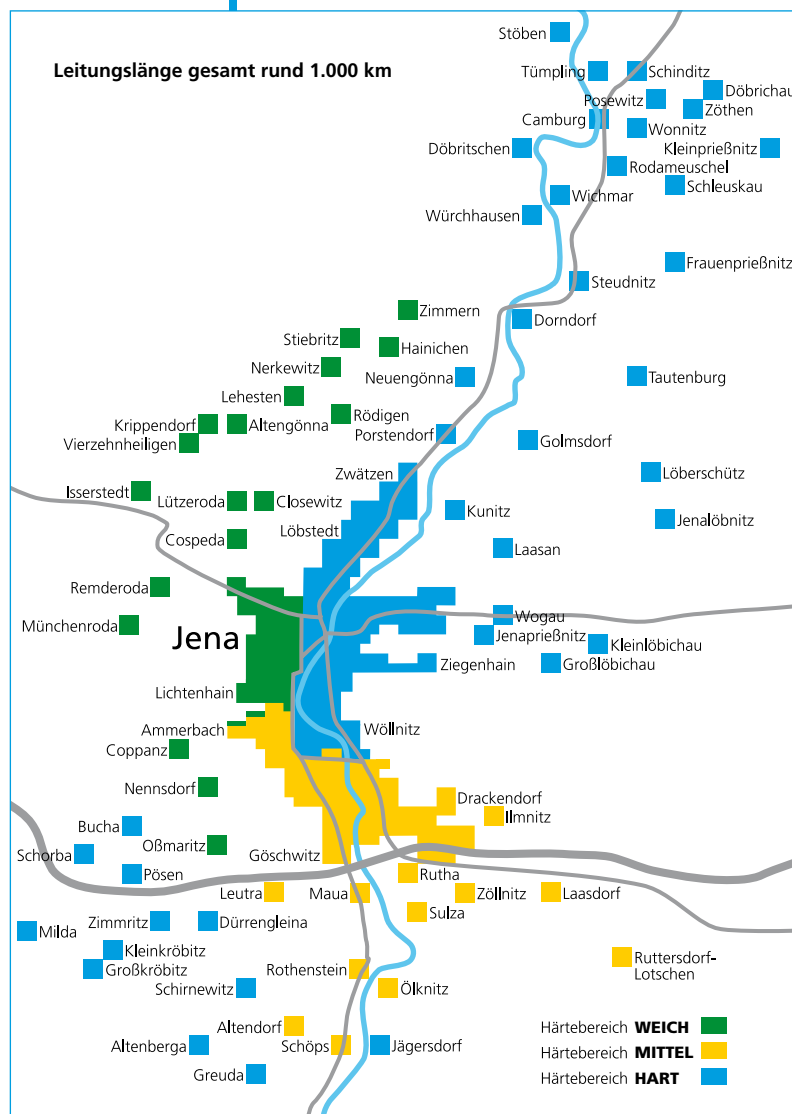 Stöben
Leitungslänge gesamt rund 1.000 km
Tümpling
Schinditz
Döbrichau
Posewitz
Zöthen
Camburg
Wonnitz
Döbritschen
Kleinprießnitz
Rodameuschel
Schleuskau
Wichmar
Würchhausen
Frauenprießnitz
Steudnitz
Zimmern
Dorndorf
Stiebritz
Hainichen
Nerkewitz
Neuengönna
Tautenburg
Lehesten
Rödigen
Krippendorf
Altengönna
Porstendorf
Vierzehnheiligen
Golmsdorf
Zwätzen
Löberschütz
Isserstedt
Lützeroda
Closewitz
Kunitz
Jenalöbnitz
Löbstedt
Cospeda
Laasan
Remderoda
Wogau
Münchenroda
Jena
Jenaprießnitz
Kleinlöbichau
Ziegenhain
Großlöbichau
Lichtenhain
Ammerbach
Wöllnitz
Coppanz
Nennsdorf
Drackendorf
Ilmnitz
Bucha
Oßmaritz
Schorba
Göschwitz
Pösen
Rutha
Leutra
Maua
Zöllnitz
Laasdorf
Sulza
Milda
Zimmritz
Dürrengleina
Kleinkröbitz
Großkröbitz
Rothenstein
Ruttersdorf-
Lotschen
Schirnewitz
Ölknitz
Altendorf
Härtebereich WEICH
Altenberga
Schöps
Jägersdorf
Härtebereich MITTEL
Greuda
Härtebereich HART